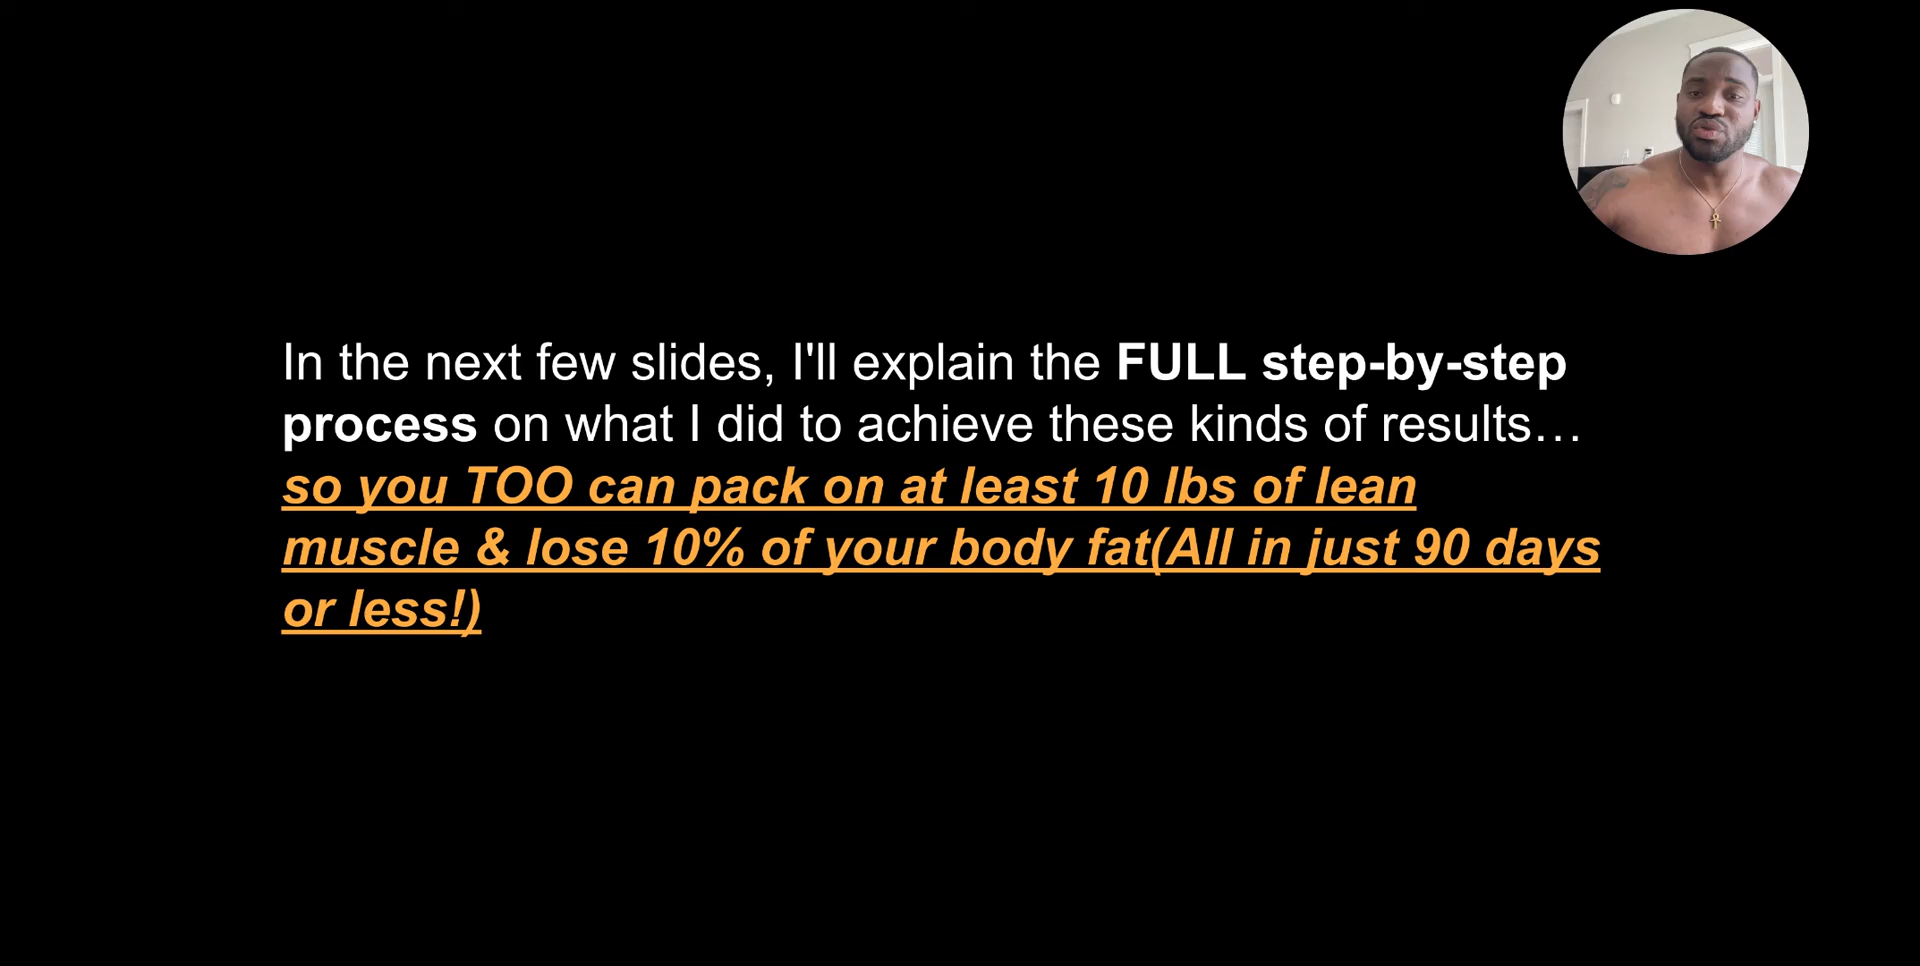 In the next few slides, I'll explain the FULL step-by-step
process on what I did to achieve these kinds of results…
so you TOO can pack on at least 10 lbs of lean
muscle & lose 10% of your body fat(All in just 90 days
or less!)